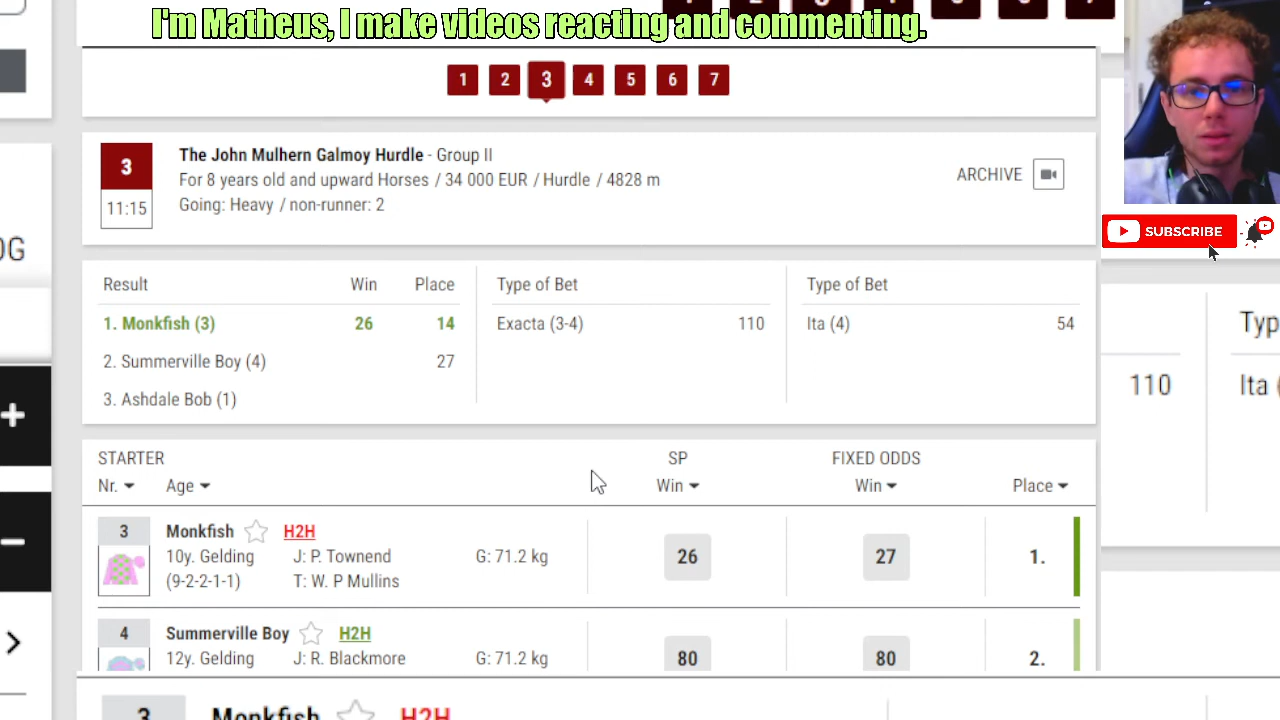 I'm Matheus, I make videos reacting and commenting.
1 2 3 4 5 6 7
3
The John Mulhern Galmoy Hurdle - Group II
For 8 years old and upward Horses / 34 000 EUR / Hurdle / 4828 m
11:15
Going: Heavy / non-runner: 2
ARCHIVE
SUBSCRIBE
Result Win Place
1. Monkfish (3) 26 14
2. Summerville Boy (4) 27
3. Ashdale Bob (1)
Type of Bet
Exacta (3-4) 110
Type of Bet
Ita (4) 54
Typ
110 Ita
STARTER SP FIXED ODDS
Nr. Age Win Win Place
3 Monkfish H2H
10y. Gelding J: P. Townend G: 71.2 kg 26 27 1.
(9-2-2-1-1) T: W. P Mullins
4 Summerville Boy H2H
12y. Gelding J: R. Blackmore G: 71.2 kg 80 80 2.
3 Monkfish H2H